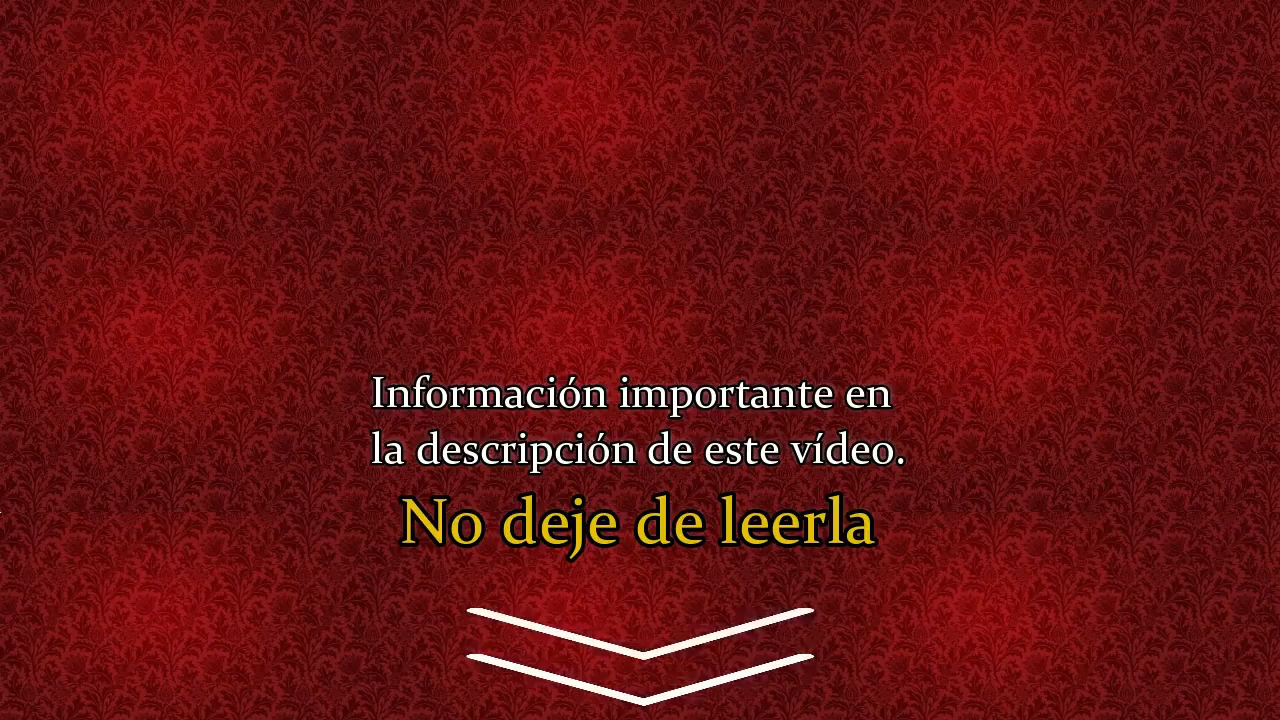 Información importante en
la descripción de este vídeo.
No deje de leerla